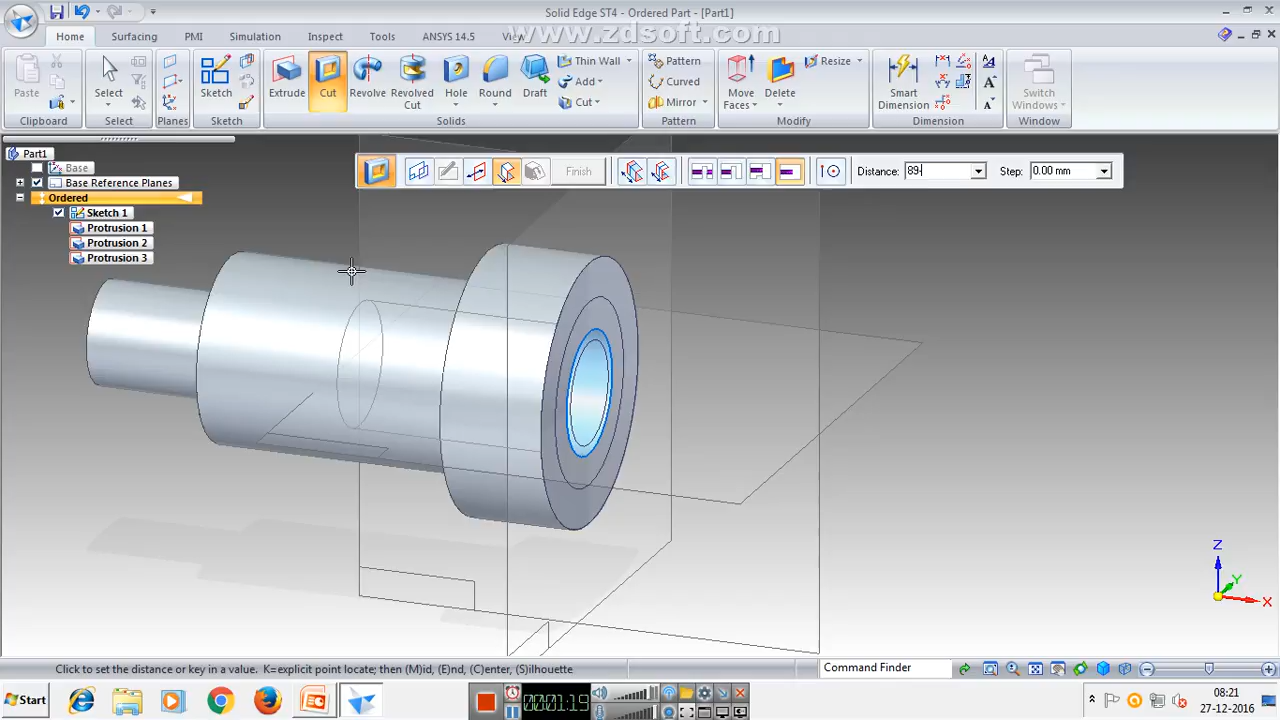 Solid Edge ST4 - Ordered Part - [Part1]
www.zdsoft.com
Home Surfacing PMI Simulation Inspect Tools ANSYS 14.5
Paste Select Sketch Extrude Cut Revolve Revolved Cut Hole Round Draft
Thin Wall
Add
Cut
Pattern
Curved
Mirror
Move Faces Delete
Resize
Smart Dimension
Switch Windows
Clipboard Select Planes Sketch Solids Pattern Modify Dimension Window
Part1
Base
Base Reference Planes
Ordered
Sketch 1
Protrusion 1
Protrusion 2
Protrusion 3
Finish
Distance: 89
Step: 0.00 mm
Z
Y
X
Click to set the distance or key in a value. K=explicit point locate; then (M)id, (E)nd, (C)enter, (S)ilhouette
Command Finder
Start
00:01:19
08:21
27-12-2016